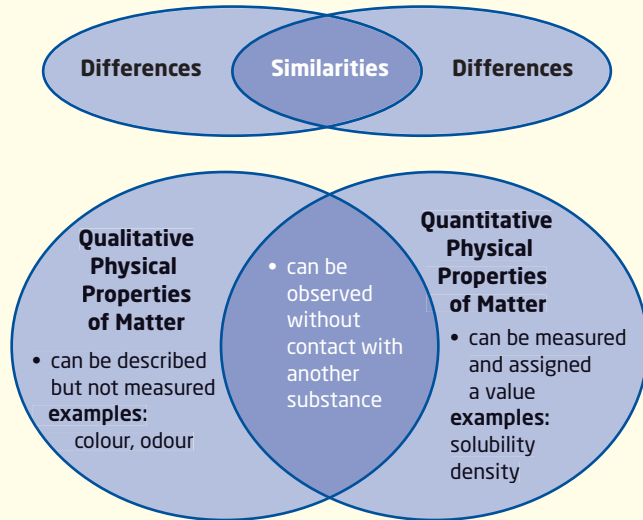 Differences
Similarities
Differences
Qualitative
Physical
Properties
of Matter
• can be described
but not measured
examples:
colour, odour
• can be
observed
without
contact with
another
substance
Quantitative
Physical
Properties
of Matter
• can be measured
and assigned
a value
examples:
solubility
density